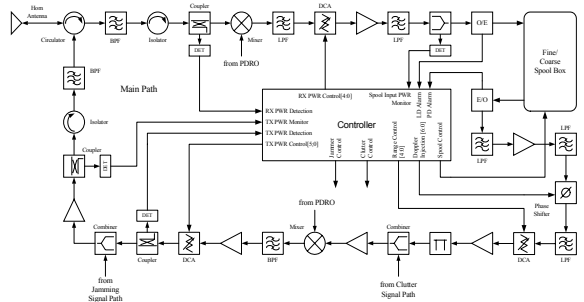 Horn
Antenna
Circulator
BPF
Isolator
Coupler
DET
Mixer
from PDRO
LPF
DCA
LPF
DET
O/E
Fine/
Coarse
Spool Box
BPF
Main Path
Isolator
Coupler
DET
RX PWR Control[4:0]
Spool Input PWR
Monitor
LD Alarm
PD Alarm
RX PWR Detection
TX PWR Monitor
TX PWR Detection
TX PWR Control[5:0]
Controller
Jammer
Control
Clutter
Control
Range Control
[4:0]
Doppler
Injection [6:0]
Spool Control
E/O
LPF
LPF
Phase
Shifter
LPF
DCA
from PDRO
Mixer
BPF
DCA
DET
Coupler
Combiner
Combiner
from
Jamming
Signal Path
from Clutter
Signal Path